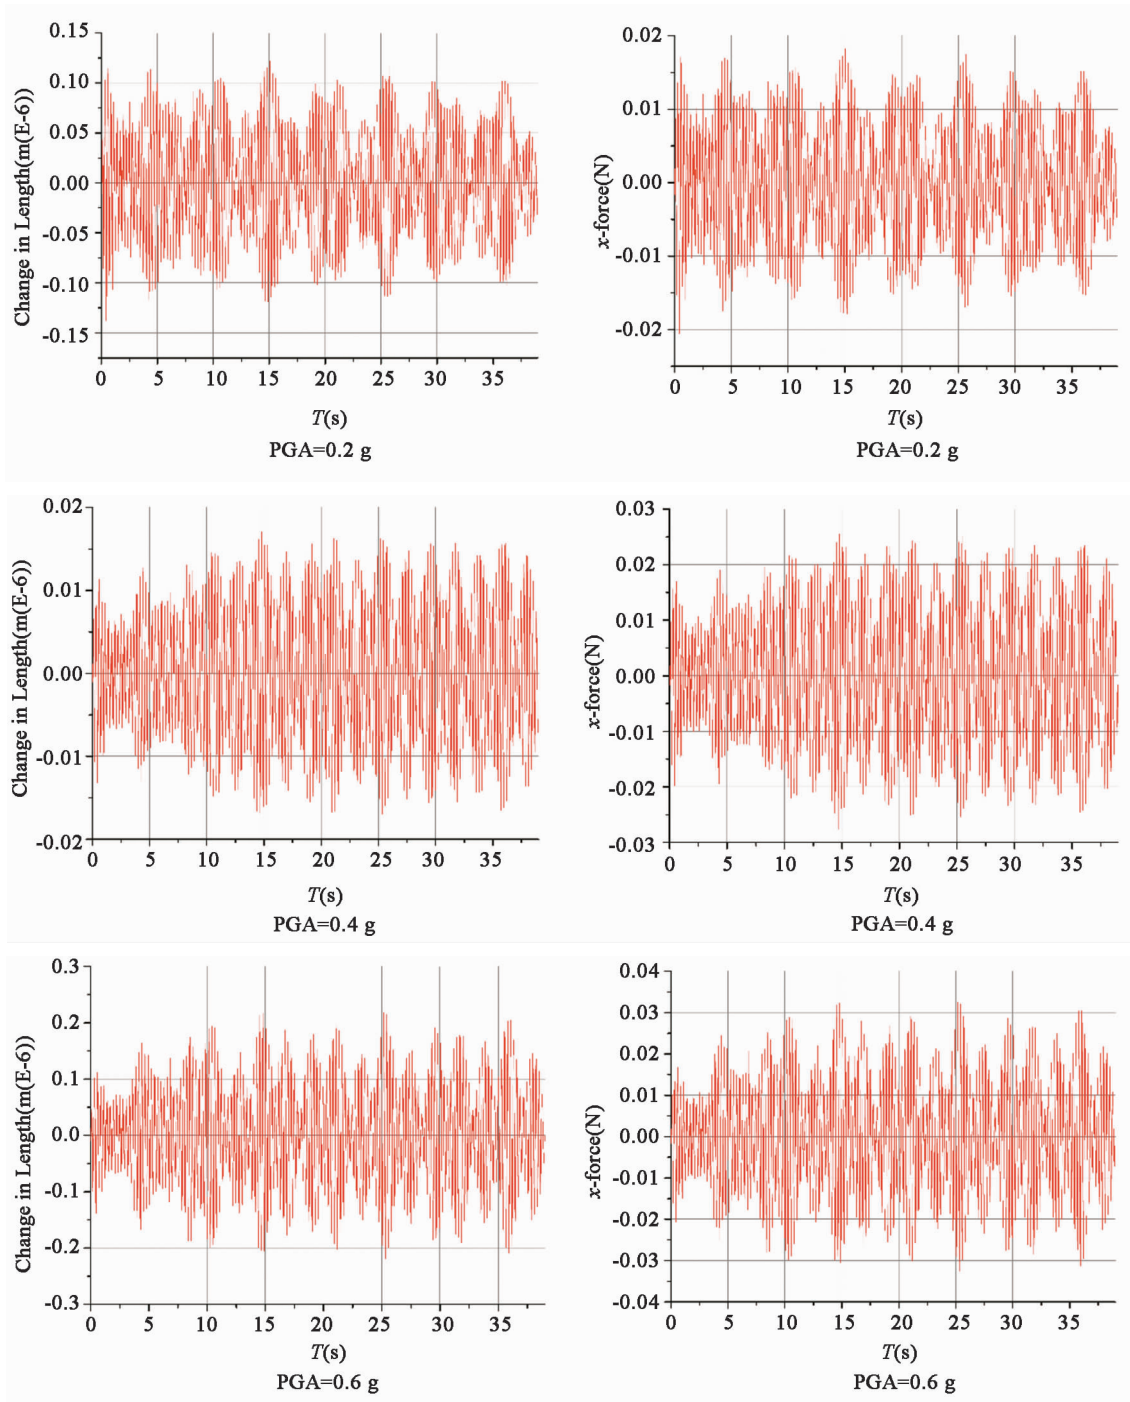 Change in Length(m(E-6))
0.15
0.10
0.05
0.00
-0.05
-0.10
-0.15
0 5 10 15 20 25 30 35
T(s)
PGA=0.2 g
x-force(N)
0.02
0.01
0.00
-0.01
-0.02
0 5 10 15 20 25 30 35
T(s)
PGA=0.2 g
Change in Length(m(E-6))
0.02
0.01
0.00
-0.01
-0.02
0 5 10 15 20 25 30 35
T(s)
PGA=0.4 g
x-force(N)
0.03
0.02
0.01
0.00
-0.01
-0.02
-0.03
0 5 10 15 20 25 30 35
T(s)
PGA=0.4 g
Change in Length(m(E-6))
0.3
0.2
0.1
0.0
-0.1
-0.2
-0.3
0 5 10 15 20 25 30 35
T(s)
PGA=0.6 g
x-force(N)
0.04
0.03
0.02
0.01
0.00
-0.01
-0.02
-0.03
-0.04
0 5 10 15 20 25 30 35
T(s)
PGA=0.6 g